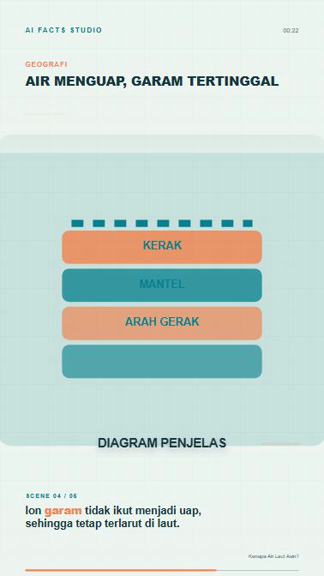 AI FACTS STUDIO
00:22
GEOGRAFI
AIR MENGUAP, GARAM TERTINGGAL
KERAK
MANTEL
ARAH GERAK
DIAGRAM PENJELAS
SCENE 04 / 06
Ion garam tidak ikut menjadi uap,
sehingga tetap terlarut di laut.
Kenapa Air Laut Asin?